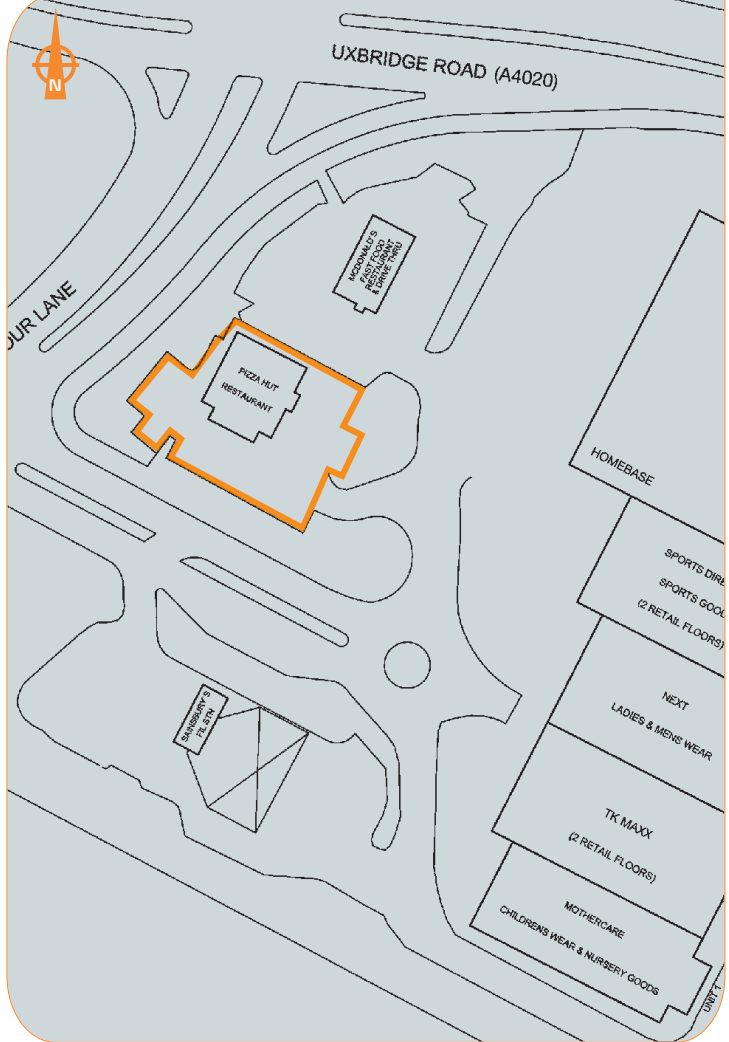 UXBRIDGE ROAD (A4020)
N
MCDONALD'S
FAST FOOD
RESTAURANT
& DRIVE THRU
OUR LANE
PIZZA HUT
RESTAURANT
HOMEBASE
SPORTS DIRE
SPORTS GOO
(2 RETAIL FLOORS)
NEXT
LADIES & MENS WEAR
SAINSBURY'S
FIL STN
TK MAXX
(2 RETAIL FLOORS)
MOTHERCARE
CHILDRENS WEAR & NURSERY GOODS
UNIT 1